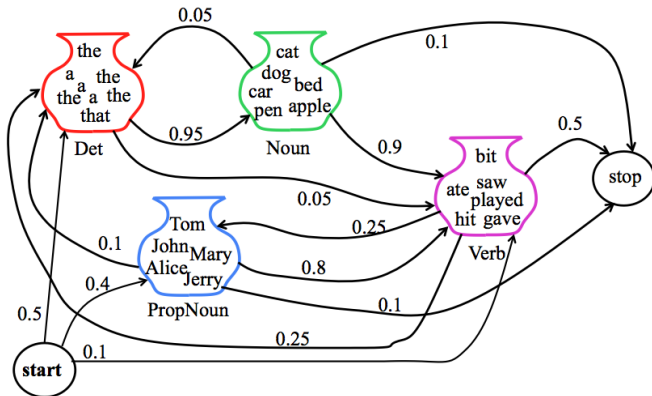 0.05
the
cat
0.1
a a the
the a the
that
dog
car bed
pen apple
Det
0.95
Noun
0.9
bit
0.5
stop
ate saw
played
hit gave
0.05
Verb
Tom
John Mary
Alice
Jerry
PropNoun
0.25
0.1
0.4
0.8
0.1
0.5
0.25
0.1
start